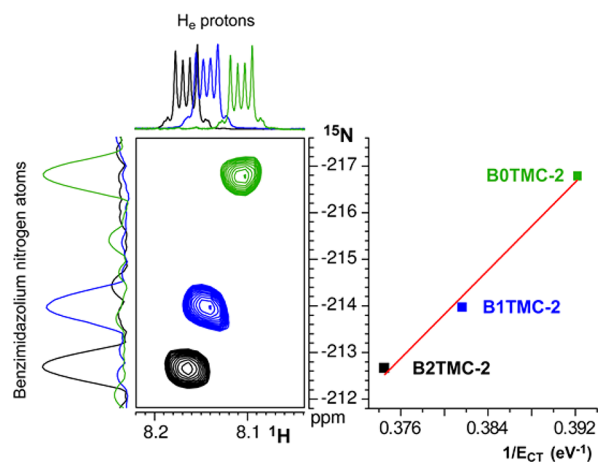 He protons
Benzimidazolium nitrogen atoms
15N
-217
-216
-215
-214
-213
-212
ppm
8.2
8.1
1H
B0TMC-2
B1TMC-2
B2TMC-2
0.376
0.384
0.392
1/ECT (eV-1)